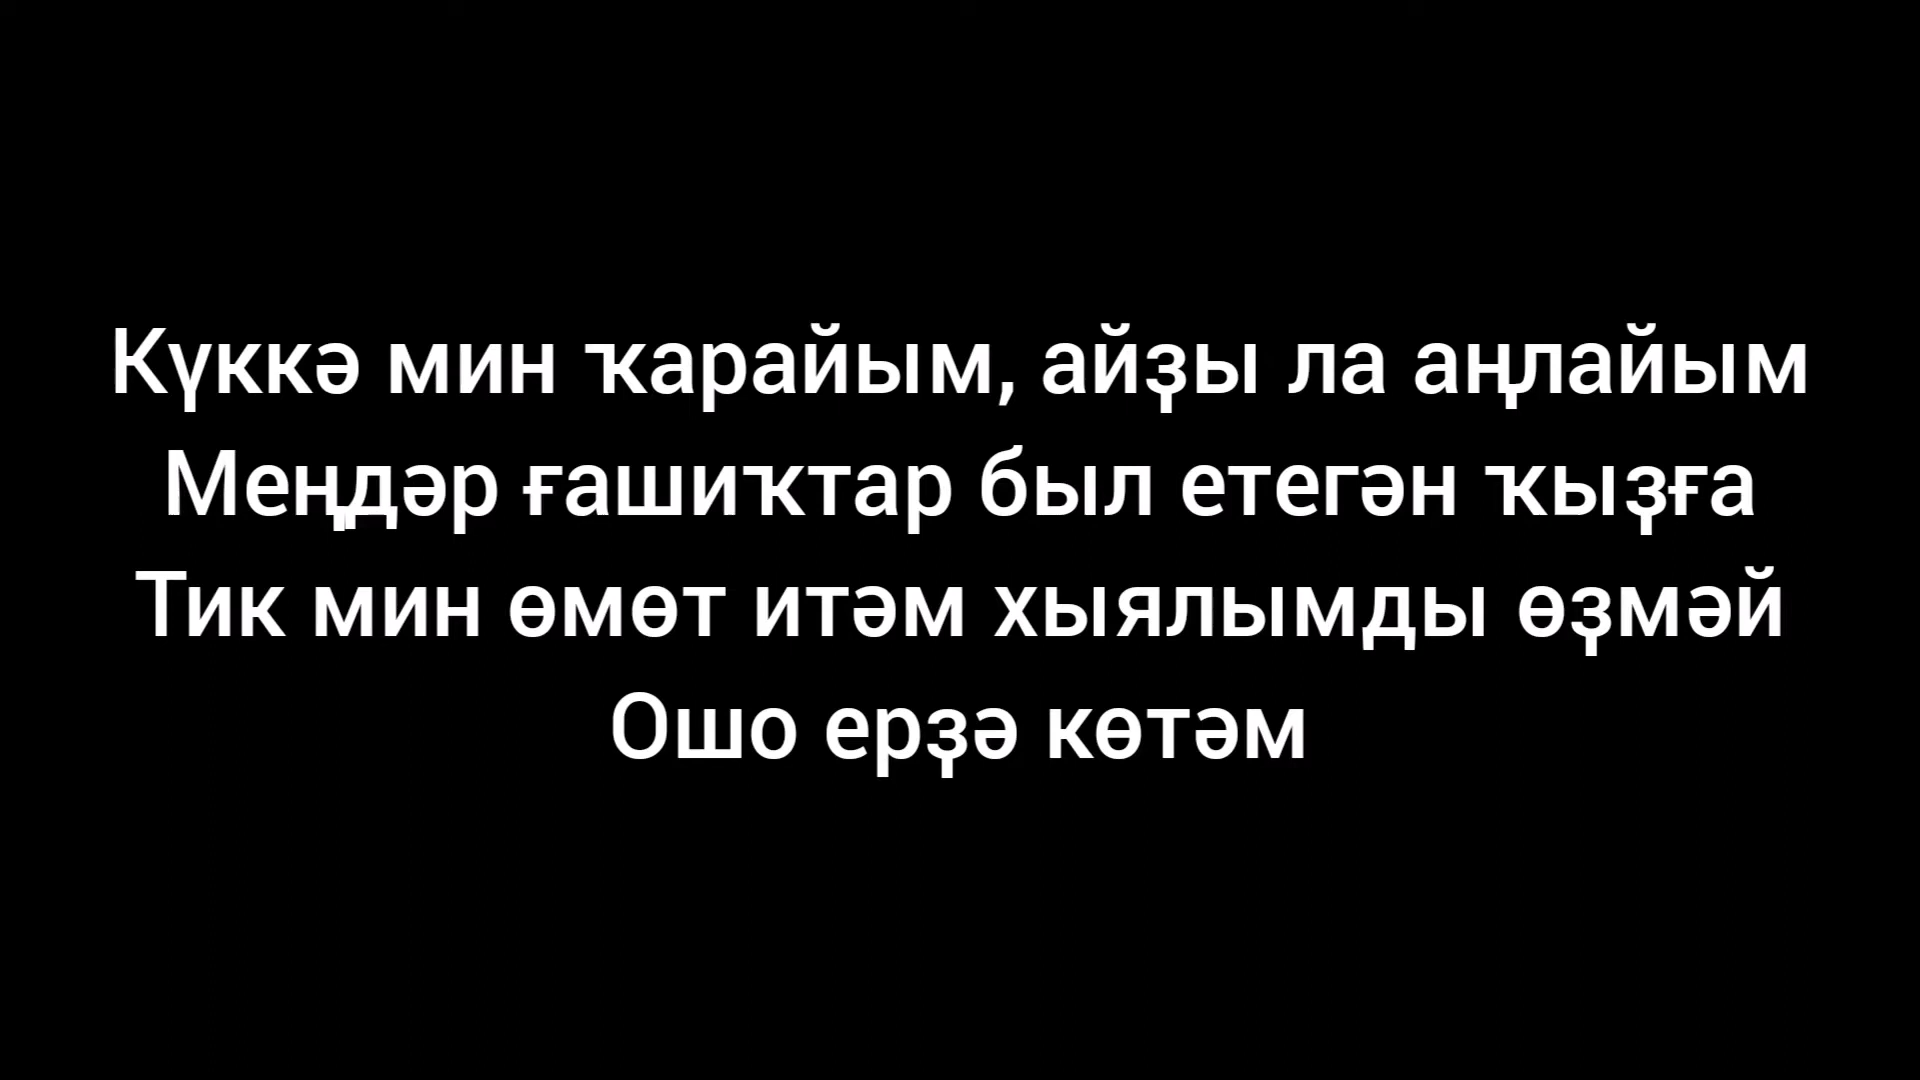 Күккә мин ҡарайым, айҙы ла аңлайым
Меңдәр ғашиҡтар был етегән ҡыҙға
Тик мин өмөт итәм хыялымды өҙмәй
Ошо ерҙә көтәм